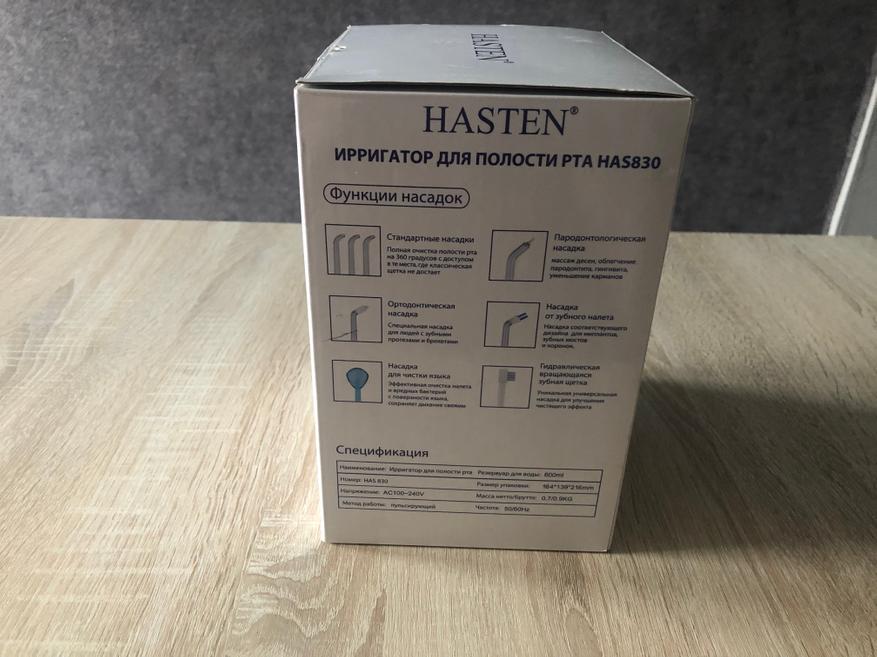 HASTEN®
HASTEN®
ИРРИГАТОР ДЛЯ ПОЛОСТИ РТА HAS830
Функции насадок
Стандартные насадки
Полная очистка полости рта
на 360 градусов с доступом
в те места, где классическая
щетка не достает
Пародонтологическая
насадка
массаж десен, облегчение
пародонтита, гингивита,
уменьшение карманов
Ортодонтическая
насадка
Специальная насадка
для людей с зубными
протезами и брекетами
Насадка
от зубного налета
Насадка соответствующего
дизайна для имплантов,
зубных мостов
и коронок.
Насадка
для чистки языка
Эффективная очистка налета
и вредных бактерий
с поверхности языка,
сохраняет дыхание свежим
Гидравлическая
вращающаяся
зубная щетка
Уникальная универсальная
насадка для улучшения
чистящего эффекта
Спецификация
Наименование: Ирригатор для полости рта Резервуар для воды: 600ml
Номер: HAS 830 Размер упаковки: 184*139*216mm
Напряжение: AC100~240V Масса нетто/брутто: 0.7/0.9KG
Метод работы: пульсирующий Частота: 50/60Hz